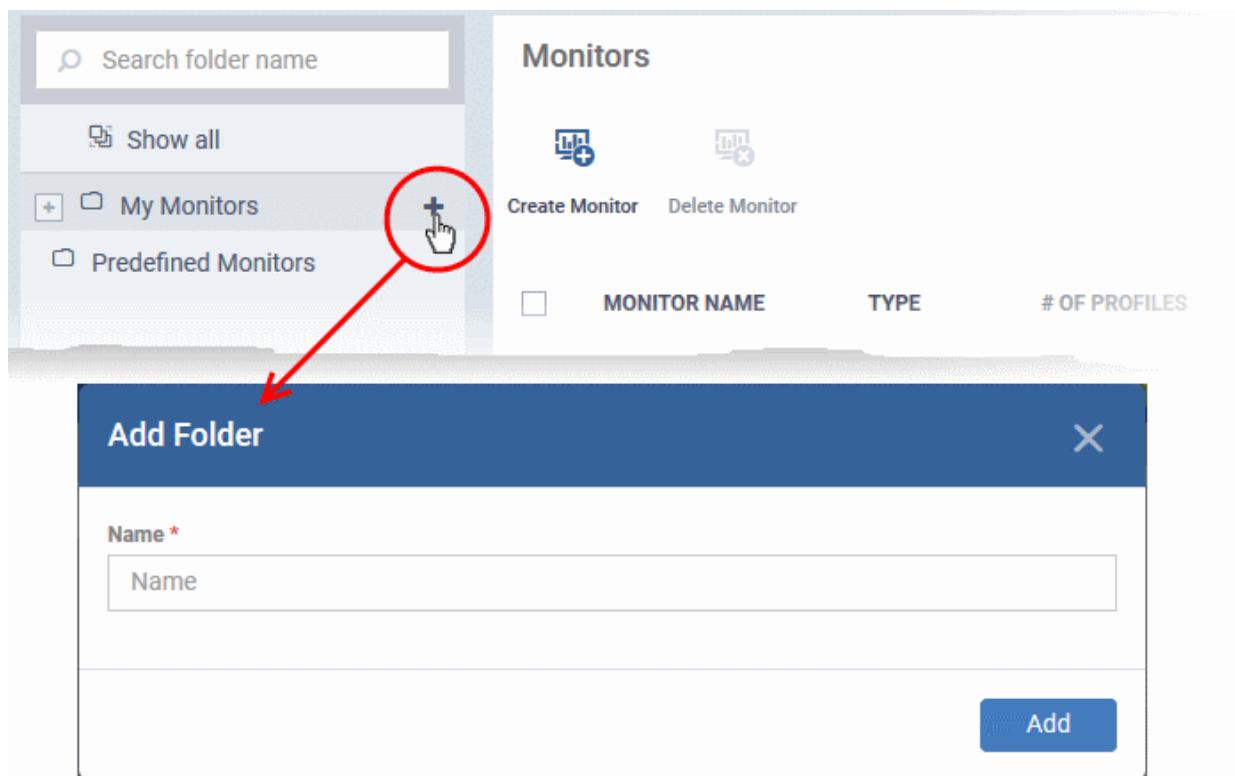 Search folder name
Show all
My Monitors
Predefined Monitors
Monitors
Create Monitor
Delete Monitor
MONITOR NAME TYPE # OF PROFILES
Add Folder
Name *
Name
Add